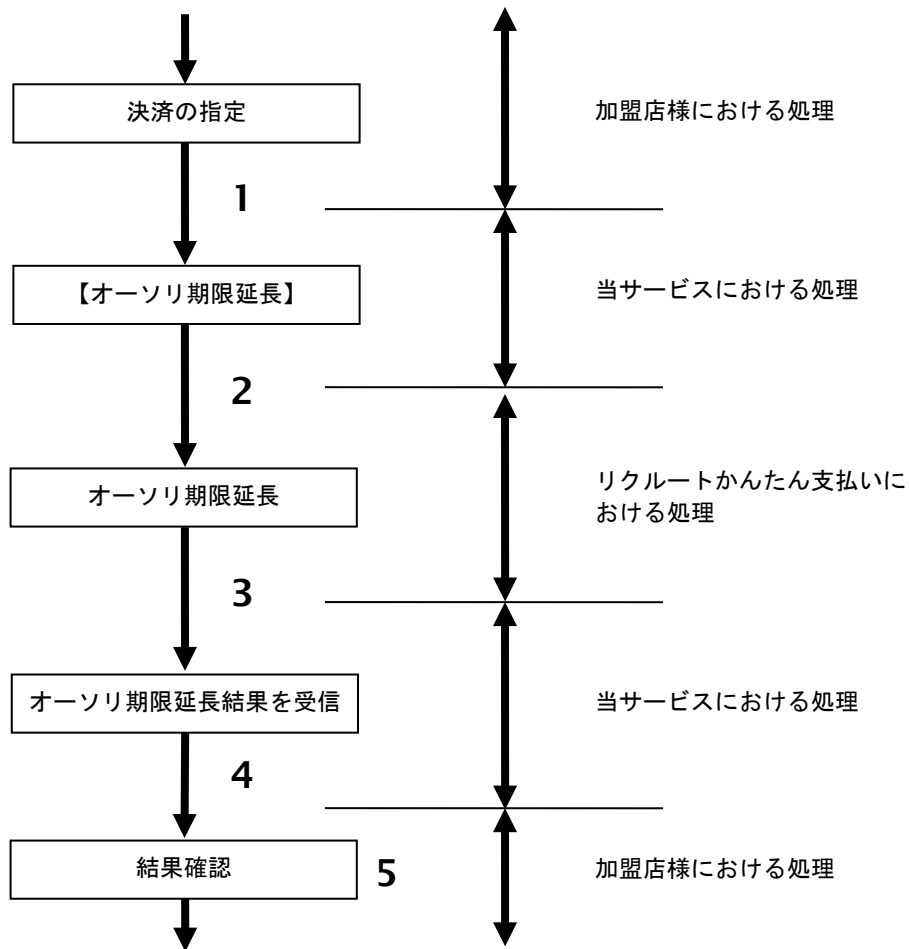 決済の指定
加盟店様における処理
1
【オーソリ期限延長】
当サービスにおける処理
2
オーソリ期限延長
リクルートかんたん支払いに
おける処理
3
オーソリ期限延長結果を受信
当サービスにおける処理
4
結果確認
5
加盟店様における処理